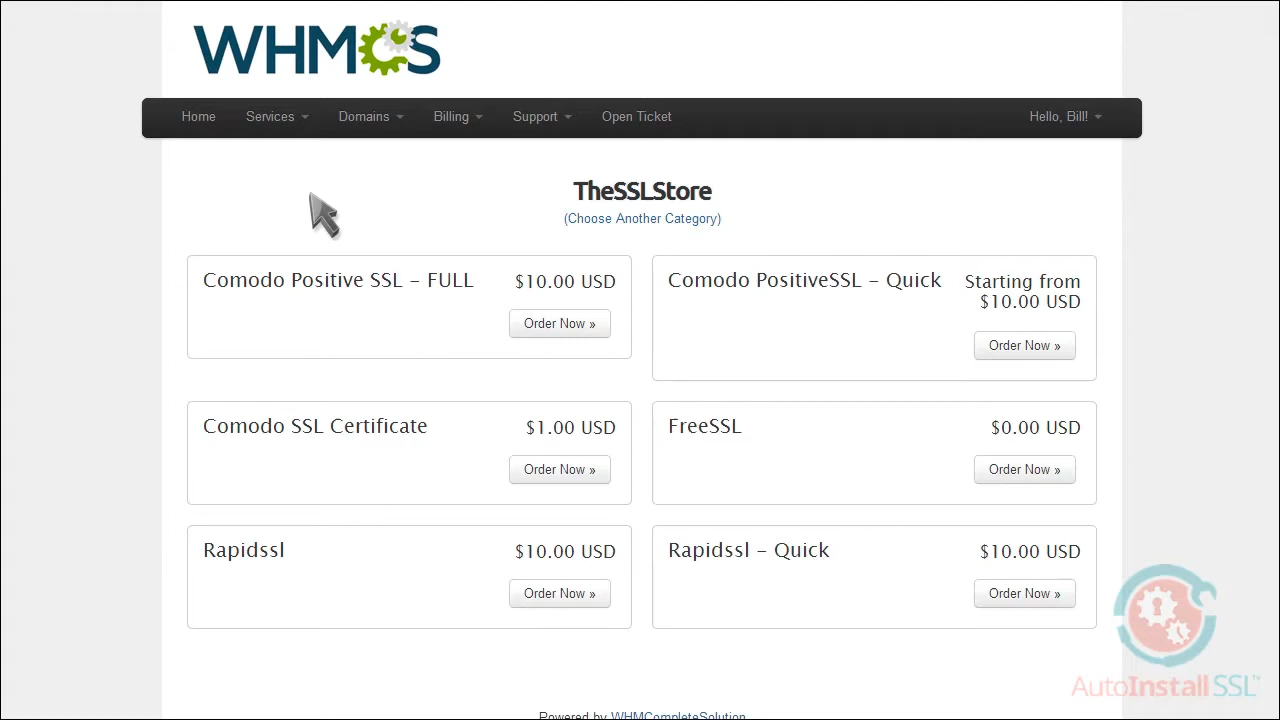 WHMCS
Home Services Domains Billing Support Open Ticket Hello, Bill!
TheSSLStore
(Choose Another Category)
Comodo Positive SSL - FULL $10.00 USD
Order Now »
Comodo PositiveSSL - Quick Starting from
$10.00 USD
Order Now »
Comodo SSL Certificate $1.00 USD
Order Now »
FreeSSL $0.00 USD
Order Now »
Rapidssl $10.00 USD
Order Now »
Rapidssl - Quick $10.00 USD
Order Now »
AutoInstall SSL™
Powered by WHMCompleteSolution